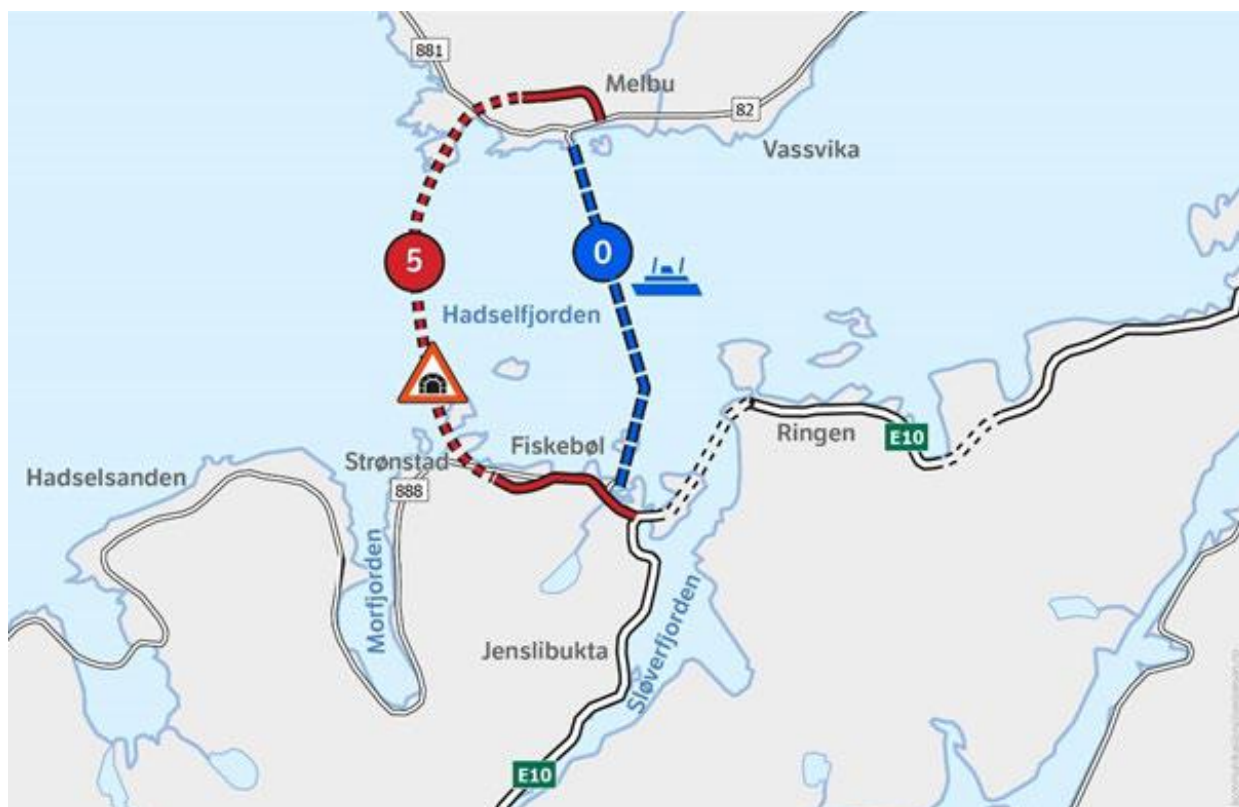 881
Melbu
82
Vassvika
5
0
Hadselfjorden
Fiskebøl
Ringen
E10
Strønstad
Hadselsanden
888
Morfjorden
Jenslibukta
Sløverfjorden
E10